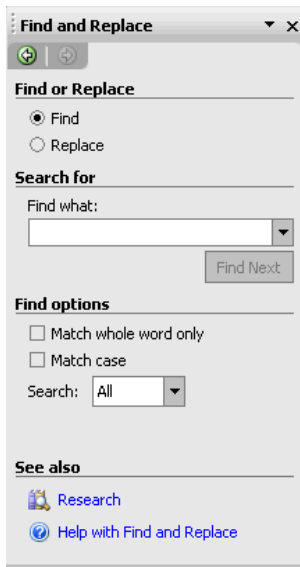 Find and Replace
Find or Replace
Find
Replace
Search for
Find what:
Find Next
Find options
Match whole word only
Match case
Search: All
See also
Research
Help with Find and Replace